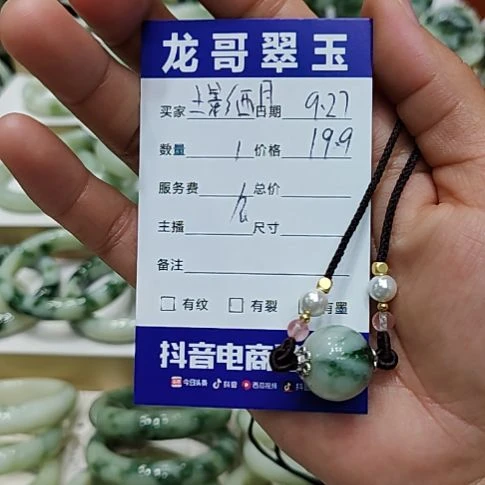 龙哥翠玉
买家 日期 9.27
数量 1 价格 19.9
服务费 总价
主播 尺寸
备注
有纹 有裂 有墨
抖音电商
今日头条 抖音 西瓜视频